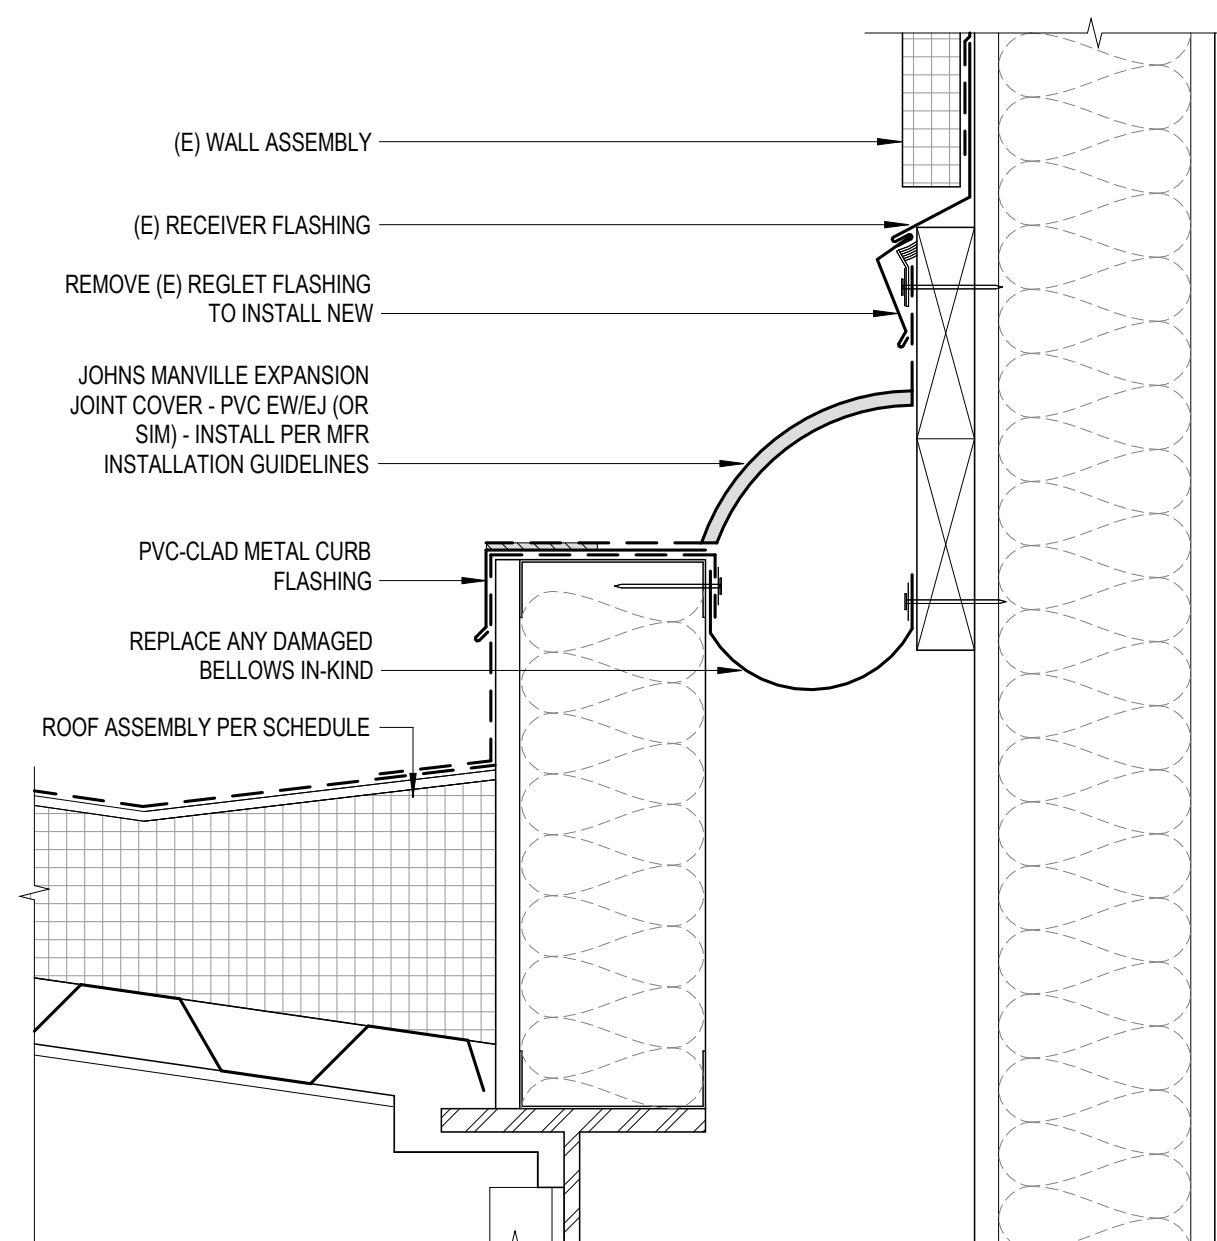 (E) WALL ASSEMBLY
(E) RECEIVER FLASHING
REMOVE (E) REGLET FLASHING
TO INSTALL NEW
JOHNS MANVILLE EXPANSION
JOINT COVER - PVC EW/EJ (OR
SIM) - INSTALL PER MFR
INSTALLATION GUIDELINES
PVC-CLAD METAL CURB
FLASHING
REPLACE ANY DAMAGED
BELLOWS IN-KIND
ROOF ASSEMBLY PER SCHEDULE